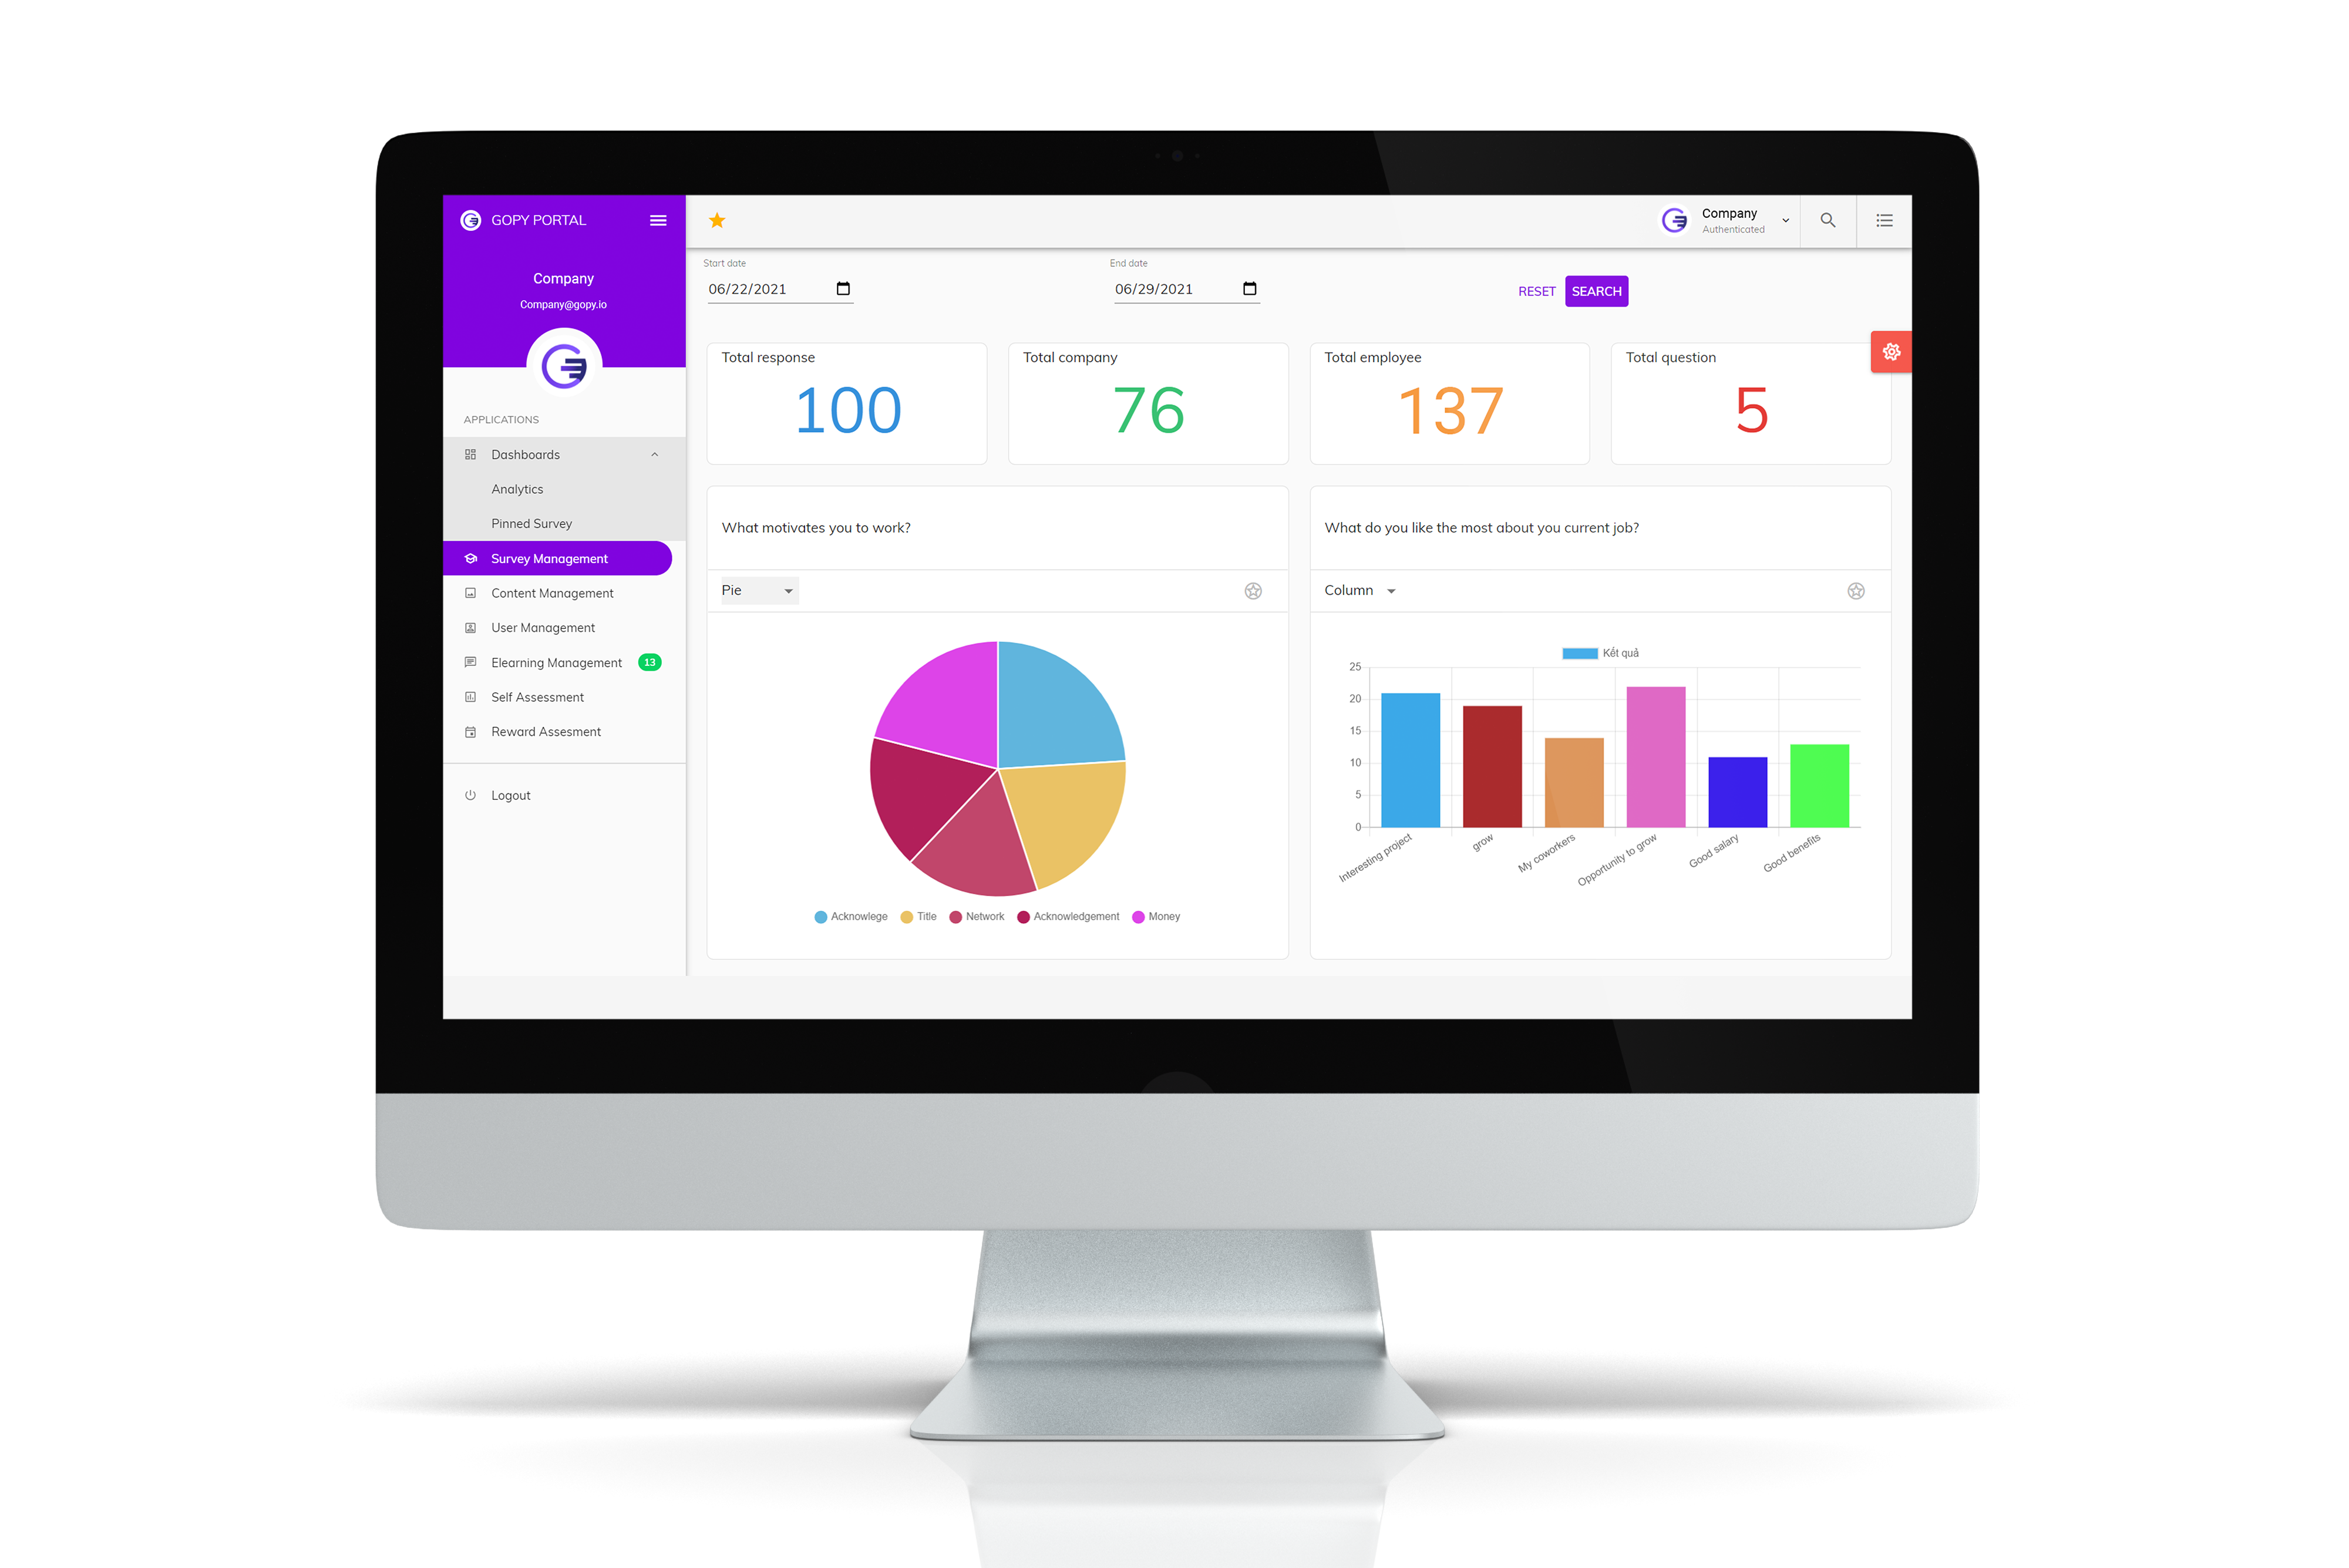 GOPY PORTAL
Company
Company@gopy.io
APPLICATIONS
Dashboards
Analytics
Pinned Survey
Survey Management
Content Management
User Management
Elearning Management 13
Self Assessment
Reward Assesment
Logout
Company
Authenticated
Start date
06/22/2021
End date
06/29/2021
RESET SEARCH
Total response
100
Total company
76
Total employee
137
Total question
5
What motivates you to work?
Pie
Acknowlege Title Network Acknowledgement Money
What do you like the most about you current job?
Column
Kết quả
25
20
15
10
5
0
Interesting project
grow
My coworkers
Opportunity to grow
Good salary
Good benefits